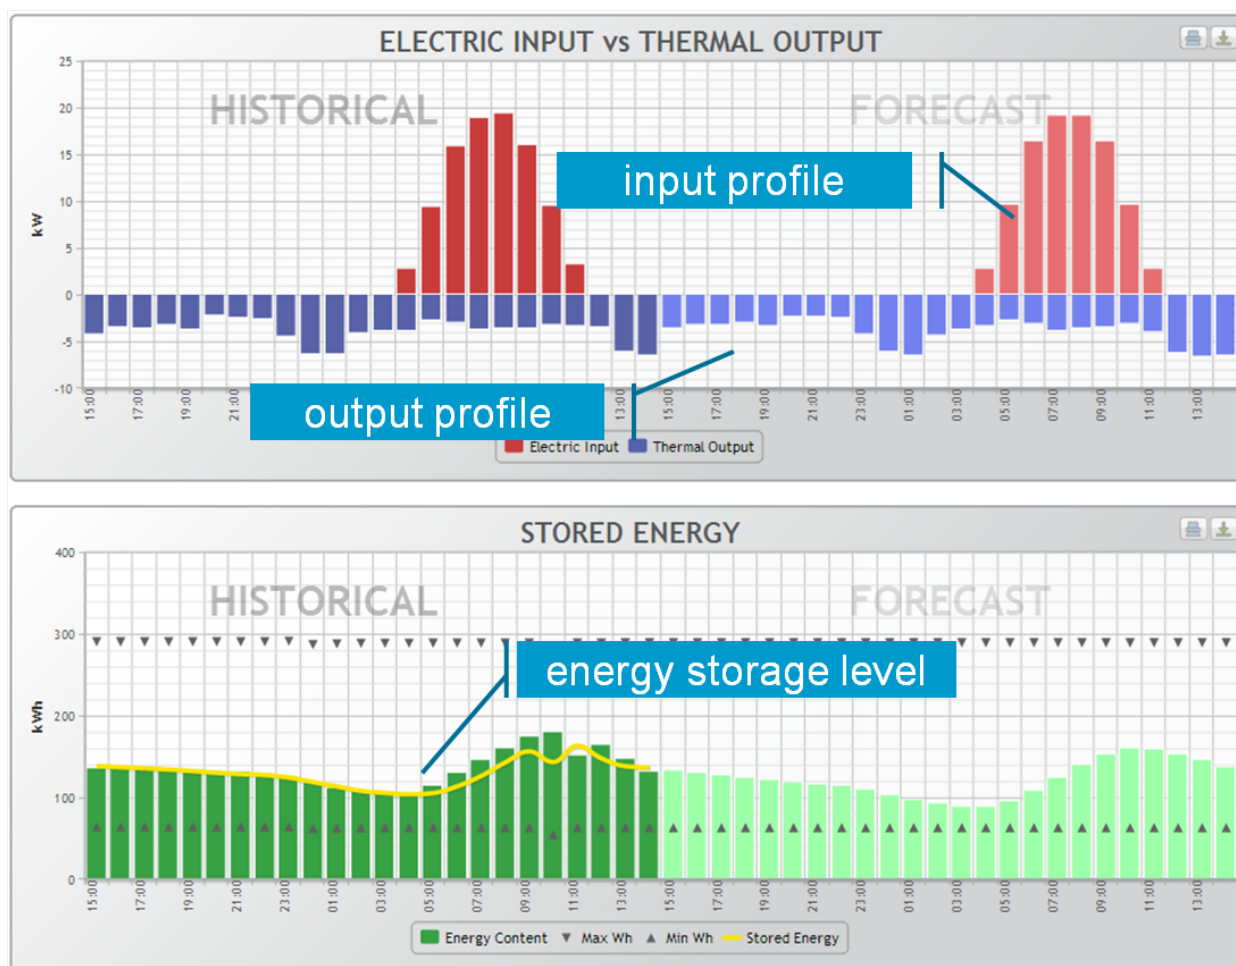 ELECTRIC INPUT vs THERMAL OUTPUT
HISTORICAL
FORECAST
kW
25
20
15
10
5
0
-5
-10
input profile
output profile
15:00 17:00 19:00 21:00 13:00 15:00 17:00 19:00 21:00 23:00 01:00 03:00 05:00 07:00 09:00 11:00 13:00
Electric Input Thermal Output
STORED ENERGY
HISTORICAL
FORECAST
kWh
400
300
200
100
0
energy storage level
15:00 17:00 19:00 21:00 23:00 01:00 03:00 05:00 07:00 09:00 11:00 13:00 15:00 17:00 19:00 21:00 23:00 01:00 03:00 05:00 07:00 09:00 11:00 13:00
Energy Content Max Wh Min Wh Stored Energy